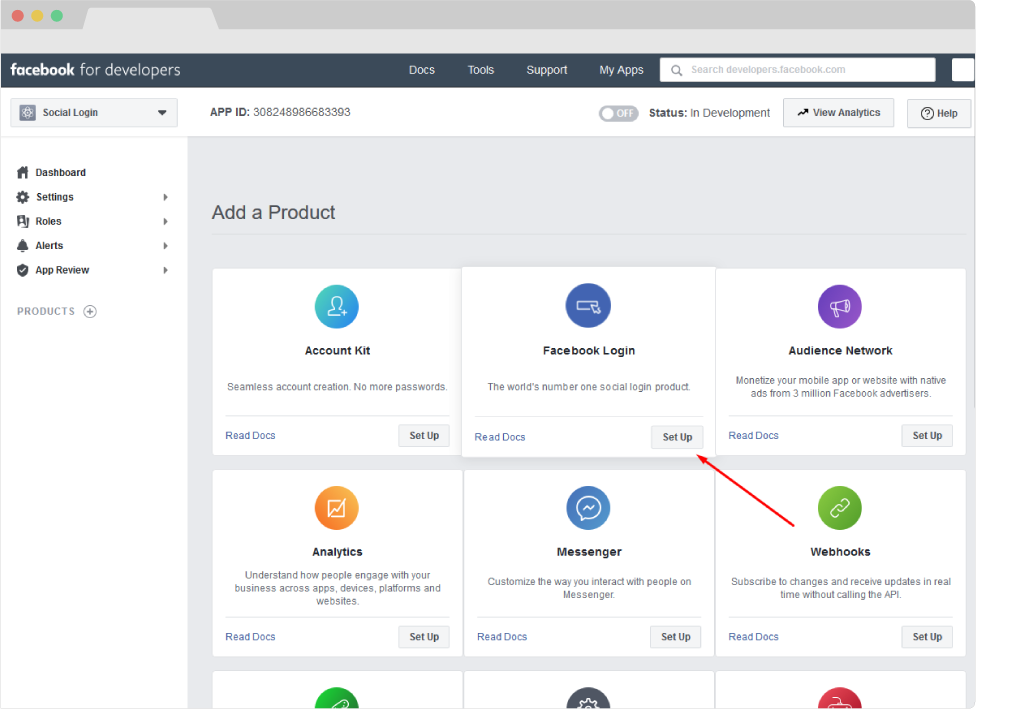 facebook for developers
Docs
Tools
Support
My Apps
Search developers.facebook.com
Social Login
APP ID: 308248986683393
OFF
Status: In Development
View Analytics
Help
Dashboard
Settings
Roles
Alerts
App Review
PRODUCTS
Add a Product
Account Kit
Seamless account creation. No more passwords.
Read Docs
Set Up
Facebook Login
The world's number one social login product.
Read Docs
Set Up
Audience Network
Monetize your mobile app or website with native
ads from 3 million Facebook advertisers.
Read Docs
Set Up
Analytics
Understand how people engage with your
business across apps, devices, platforms and
websites.
Read Docs
Set Up
Messenger
Customize the way you interact with people on
Messenger.
Read Docs
Set Up
Webhooks
Subscribe to changes and receive updates in real
time without calling the API.
Read Docs
Set Up